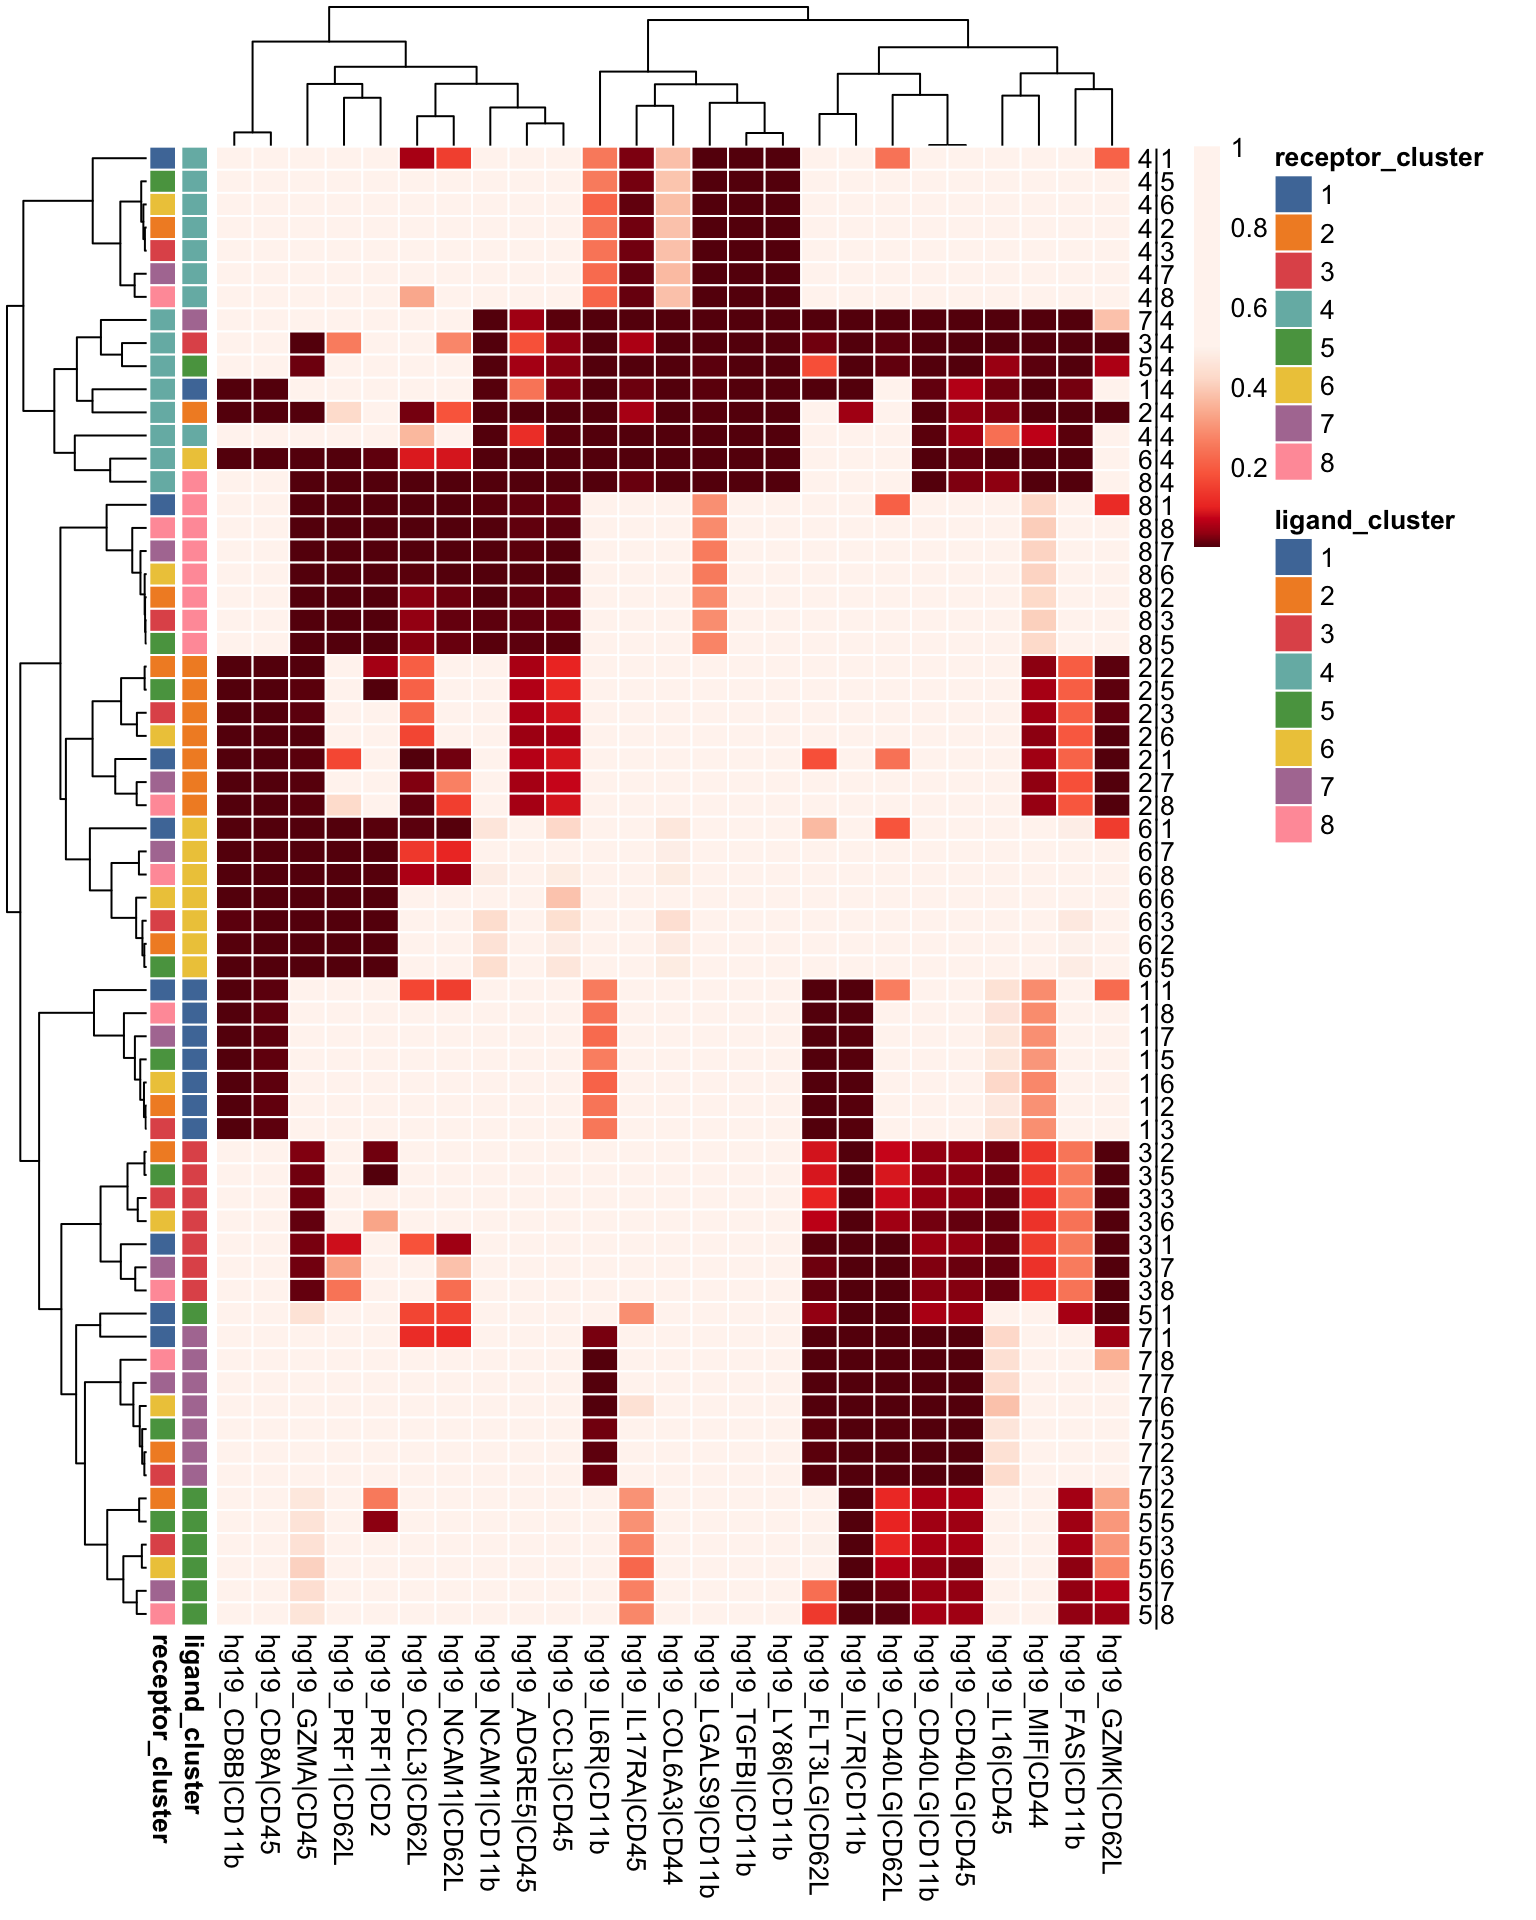 1
0.8
0.6
0.4
0.2
receptor_cluster
1
2
3
4
5
6
7
8
ligand_cluster
1
2
3
4
5
6
7
8
4|1
4|5
4|6
4|2
4|3
4|7
4|8
7|4
3|4
5|4
1|4
2|4
4|4
6|4
8|4
8|1
8|8
8|7
8|6
8|2
8|3
8|5
2|2
2|5
2|3
2|6
2|1
2|7
2|8
6|1
6|7
6|8
6|6
6|3
6|2
6|5
1|1
1|8
1|7
1|5
1|6
1|2
1|3
3|2
3|5
3|3
3|6
3|1
3|7
3|8
5|1
7|1
7|8
7|7
7|6
7|5
7|2
7|3
5|2
5|5
5|3
5|6
5|7
5|8
receptor_cluster
ligand_cluster
hg19_CD8B|CD11b
hg19_CD8A|CD45
hg19_GZMA|CD45
hg19_PRF1|CD62L
hg19_PRF1|CD2
hg19_CCL3|CD62L
hg19_NCAM1|CD62L
hg19_NCAM1|CD11b
hg19_ADGRE5|CD45
hg19_CCL3|CD45
hg19_IL6R|CD11b
hg19_IL17RA|CD45
hg19_COL6A3|CD44
hg19_LGALS9|CD11b
hg19_TGFBI|CD11b
hg19_LY86|CD11b
hg19_FLT3LG|CD62L
hg19_IL7R|CD11b
hg19_CD40LG|CD62L
hg19_CD40LG|CD11b
hg19_CD40LG|CD45
hg19_IL16|CD45
hg19_MIF|CD44
hg19_FAS|CD11b
hg19_GZMK|CD62L